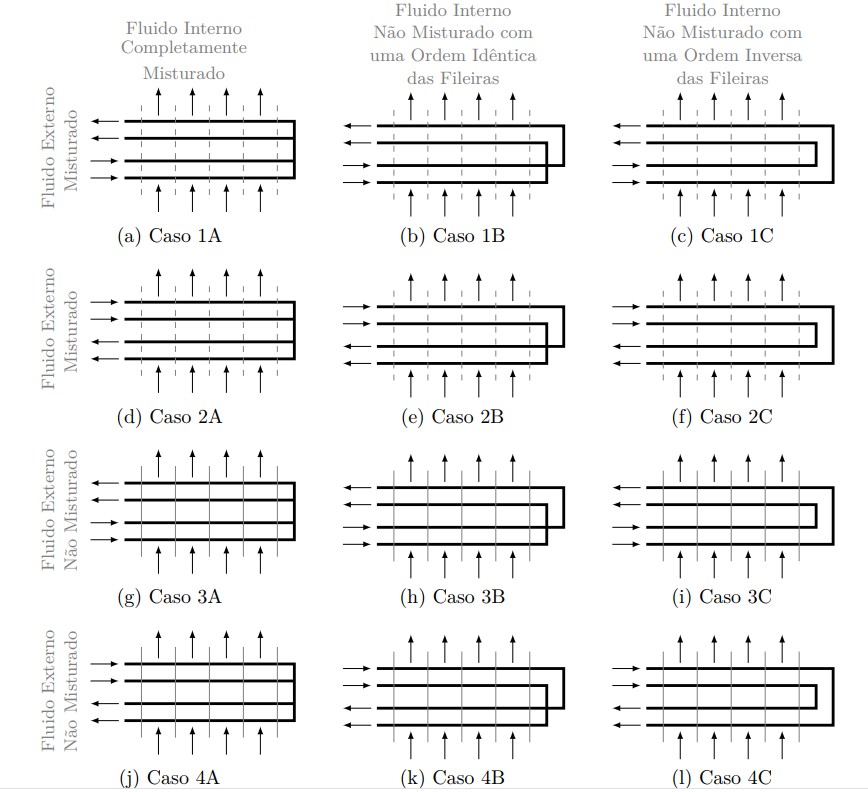 Fluido Interno
Completamente
Misturado
Fluido Interno
Não Misturado com
uma Ordem Idêntica
das Fileiras
Fluido Interno
Não Misturado com
uma Ordem Inversa
das Fileiras
Fluido Externo
Misturado
(a) Caso 1A
(b) Caso 1B
(c) Caso 1C
Fluido Externo
Misturado
(d) Caso 2A
(e) Caso 2B
(f) Caso 2C
Fluido Externo
Não Misturado
(g) Caso 3A
(h) Caso 3B
(i) Caso 3C
Fluido Externo
Não Misturado
(j) Caso 4A
(k) Caso 4B
(l) Caso 4C